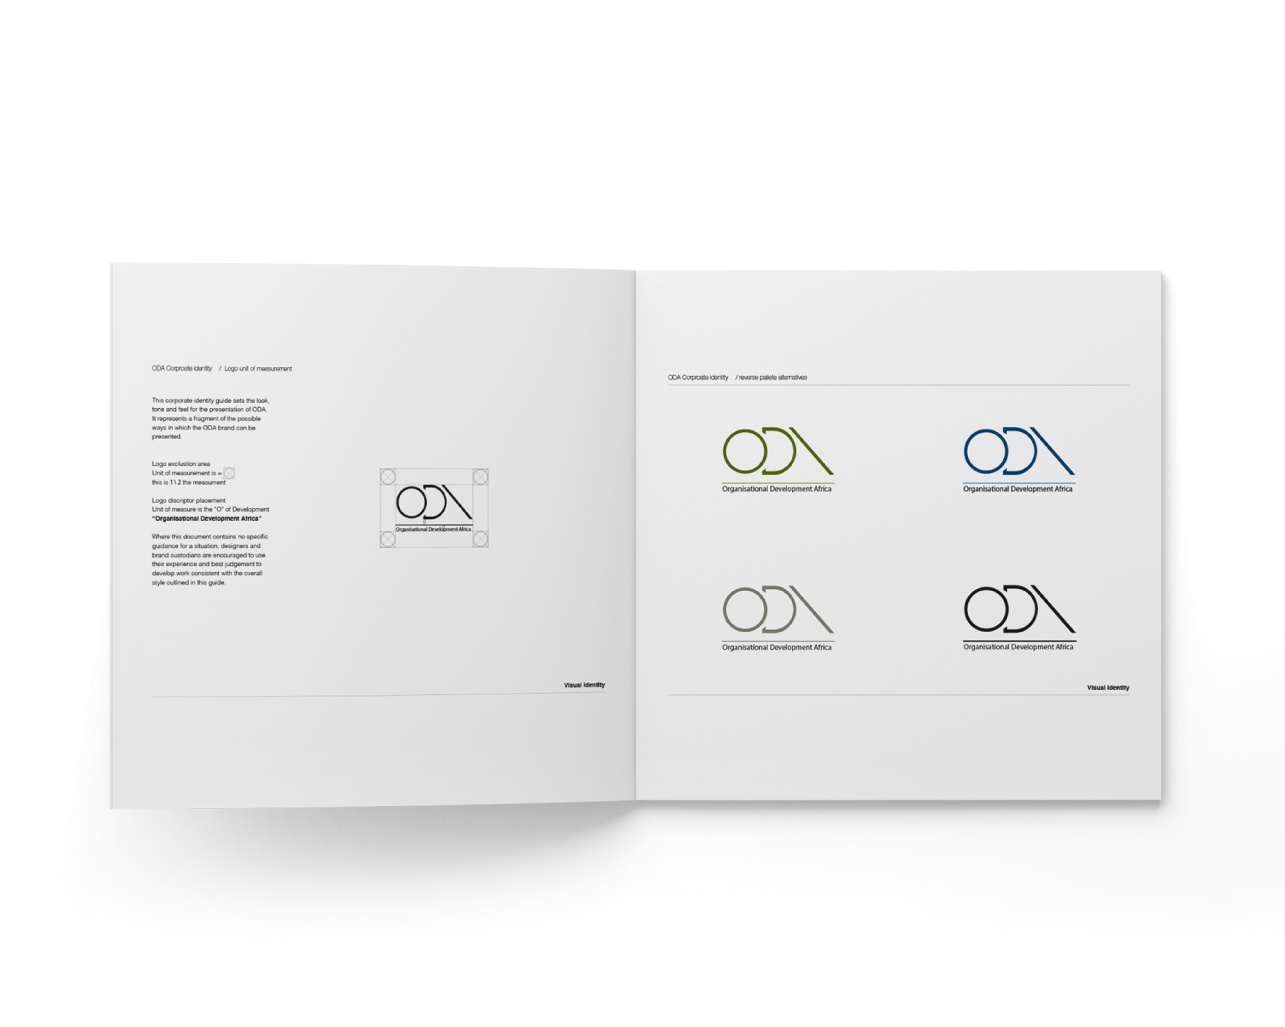 ODA Corproate identity / Logo unit of measurement
This corporate identity guide sets the look,
tone and feel for the presentation of ODA.
It represents a fragment of the possible
ways in which the ODA brand can be
presented.
Logo exclustion area
Unit of measurement is =
this is 1\2 the measument
Logo discriptor placement
Unit of measure is the "O" of Development
"Organisational Development Africa"
Where this document contains no specific
guidance for a situation, designers and
brand custodians are encouraged to use
their experience and best judgement to
develop work consistent with the overall
style outlined in this guide.
ODA
Organisational Development Africa
Visual Identity
ODA Corproate identity / reverse pallete alternatives
ODA
Organisational Development Africa
ODA
Organisational Development Africa
ODA
Organisational Development Africa
ODA
Organisational Development Africa
Visual Identity